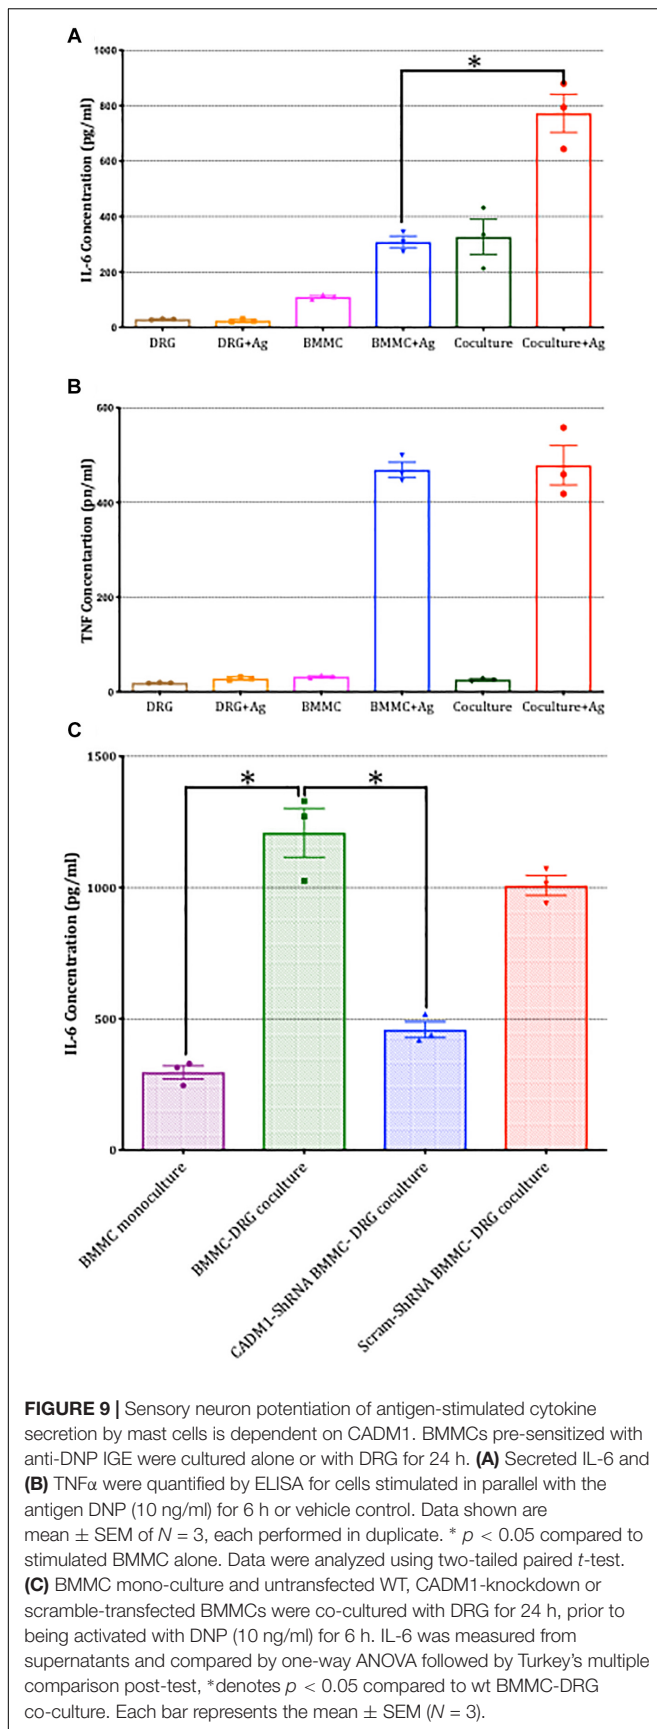 A
IL-6 Concentration (pg/ml)
1000
800
600
400
200
0
*
DRG DRG+Ag BMMC BMMC+Ag Coculture Coculture+Ag
B
TNF Concentartion (pn/ml)
600
400
200
0
DRG DRG+Ag BMMC BMMC+Ag Coculture Coculture+Ag
C
IL-6 Concentration (pg/ml)
1500
1000
500
0
* *
BMMC monoculture
BMMC-DRG coculture
CADM1-ShRNA BMMC- DRG coculture
Scram-ShRNA BMMC- DRG coculture
FIGURE 9 | Sensory neuron potentiation of antigen-stimulated cytokine
secretion by mast cells is dependent on CADM1. BMMCs pre-sensitized with
anti-DNP IGE were cultured alone or with DRG for 24 h. (A) Secreted IL-6 and
(B) TNFα were quantified by ELISA for cells stimulated in parallel with the
antigen DNP (10 ng/ml) for 6 h or vehicle control. Data shown are
mean ± SEM of N = 3, each performed in duplicate. * p < 0.05 compared to
stimulated BMMC alone. Data were analyzed using two-tailed paired t-test.
(C) BMMC mono-culture and untransfected WT, CADM1-knockdown or
scramble-transfected BMMCs were co-cultured with DRG for 24 h, prior to
being activated with DNP (10 ng/ml) for 6 h. IL-6 was measured from
supernatants and compared by one-way ANOVA followed by Turkey's multiple
comparison post-test, *denotes p < 0.05 compared to wt BMMC-DRG
co-culture. Each bar represents the mean ± SEM (N = 3).